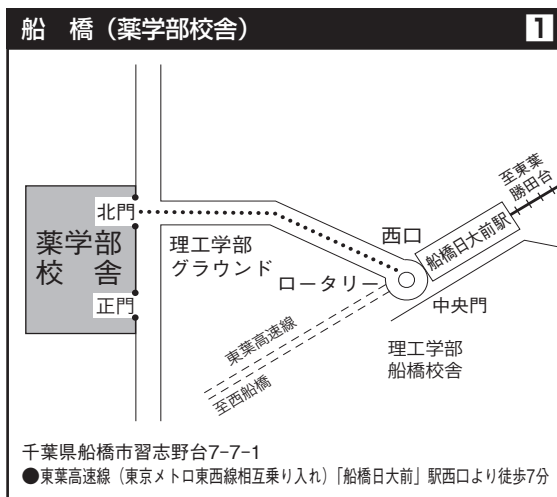 船　橋（薬学部校舎）
1
至東葉
勝田台
北門
西口
船橋日大前駅
薬学部
校　舎
理工学部
グラウンド
ロータリー
正門
中央門
東葉高速線
至西船橋
理工学部
船橋校舎
千葉県船橋市習志野台7-7-1
●東葉高速線（東京メトロ東西線相互乗り入れ）「船橋日大前」駅西口より徒歩7分